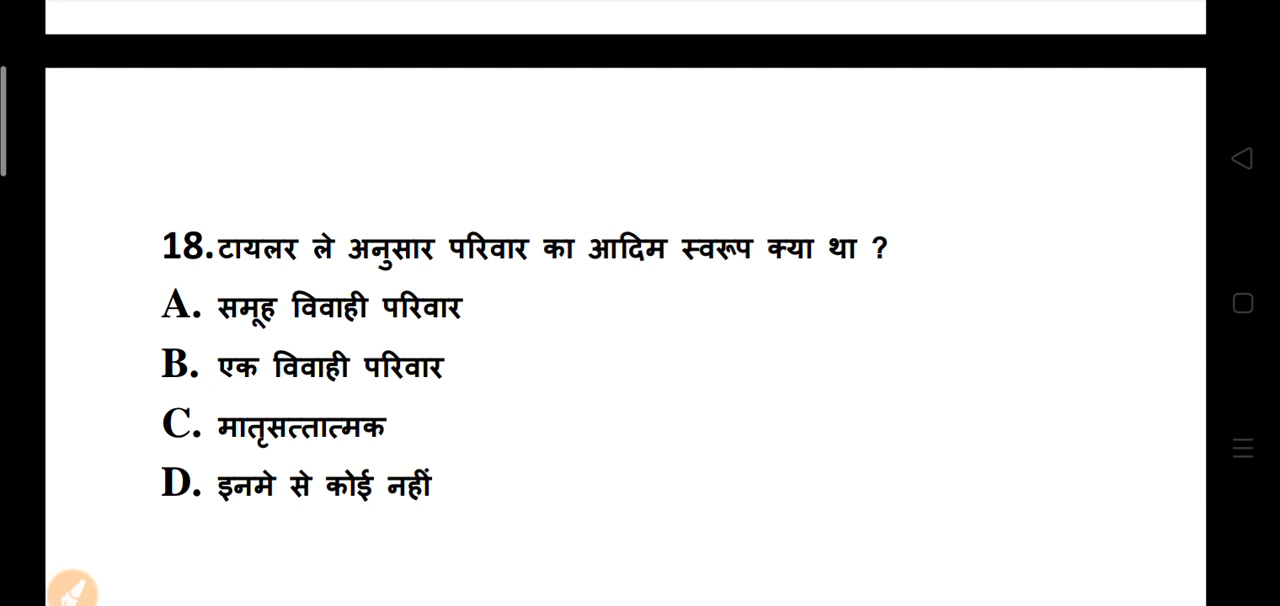 18.टायलर ले अनुसार परिवार का आदिम स्वरूप क्या था ?
A. समूह विवाही परिवार
B. एक विवाही परिवार
C. मातृसत्तात्मक
D. इनमे से कोई नहीं